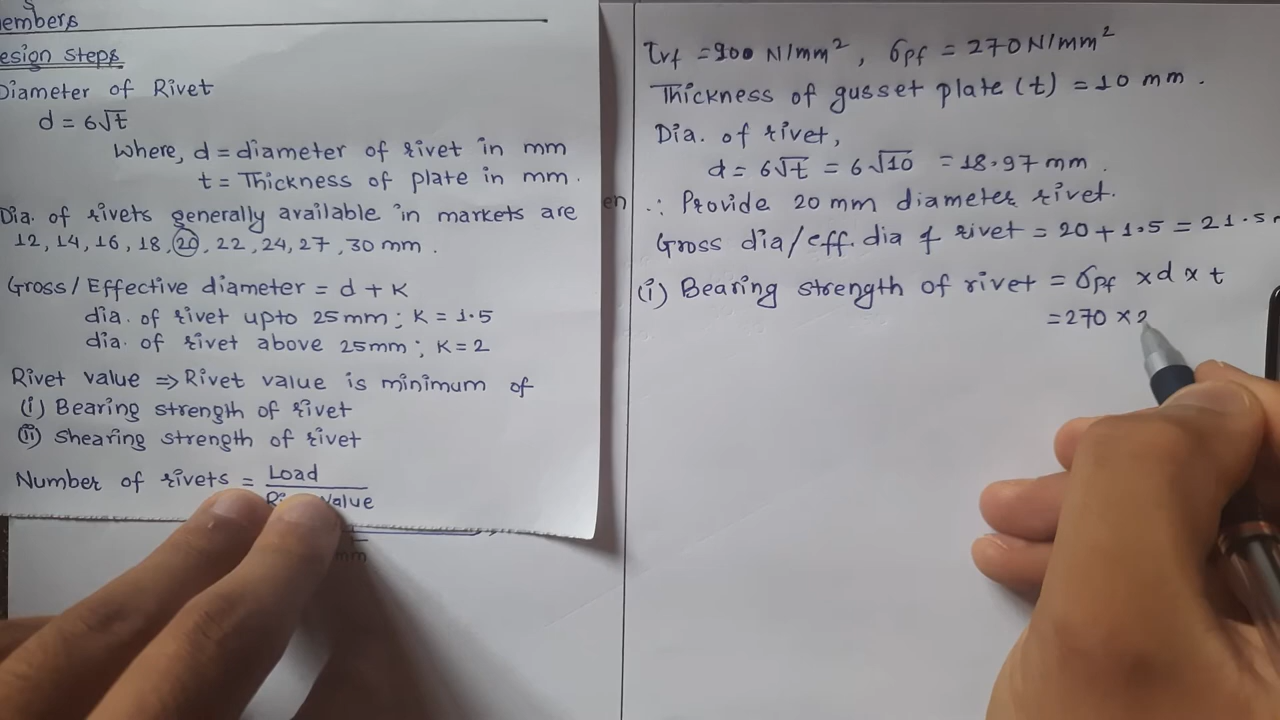 embers
esign steps
Diameter of Rivet
d = 6√t
Where, d = diameter of rivet in mm
t = Thickness of plate in mm.
Dia. of rivets generally available in markets are
12, 14, 16, 18, 20, 22, 24, 27, 30 mm.
Gross / Effective diameter = d + K
dia. of rivet upto 25mm ; K = 1.5
dia. of rivet above 25mm ; K = 2
Rivet value ⇒ Rivet value is minimum of
(i) Bearing strength of rivet
(ii) Shearing strength of rivet
Number of rivets = Load
Value
mm
en
τvf = 100 N/mm², σpf = 270 N/mm²
Thickness of gusset plate (t) = 10 mm.
Dia. of rivet,
d = 6√t = 6√10 = 18.97 mm.
∴ Provide 20 mm diameter rivet.
Gross dia/eff. dia of rivet = 20 + 1.5 = 21.5
(i) Bearing strength of rivet = σpf × d × t
= 270 × 2